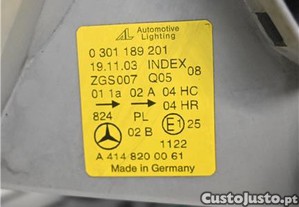 AL Automotive
Lighting
0 301 189 201
19.11.03 INDEX 08
ZGS007 Q05
01 1a 02 A 04 HC
04 HR
824 PL
02 B E1 25
1122
A 414 820 00 61
Made in Germany
CustoJusto.pt